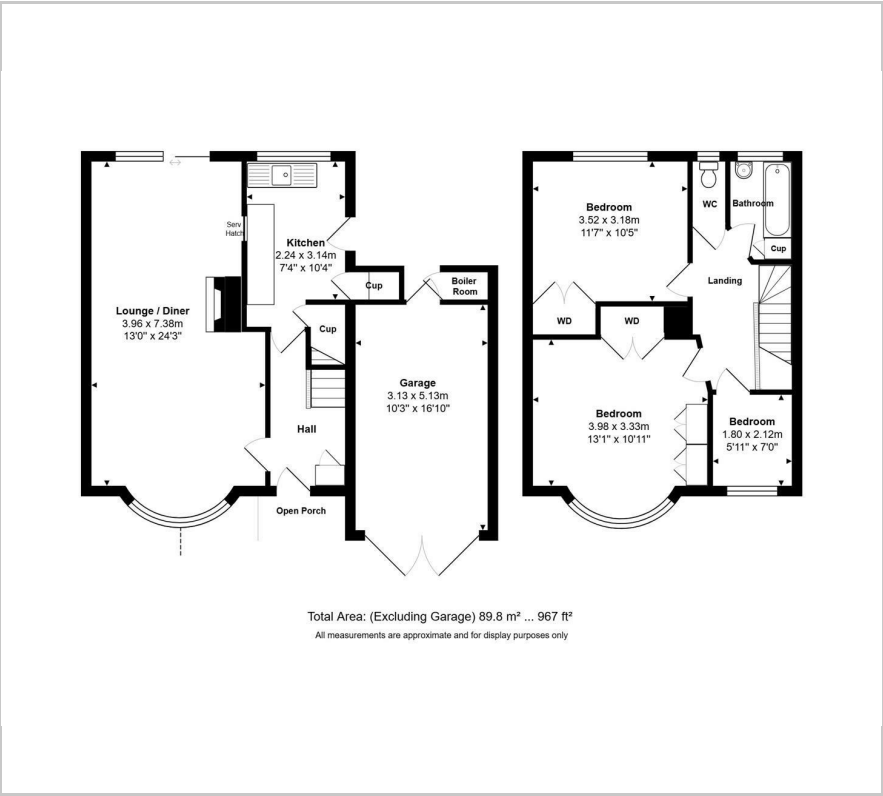 Serv
Hatch
Kitchen
2.24 x 3.14m
7'4" x 10'4"
Cup
Boiler
Room
Lounge / Diner
3.96 x 7.38m
13'0" x 24'3"
Cup
Garage
3.13 x 5.13m
10'3" x 16'10"
Hall
Open Porch
Bedroom
3.52 x 3.18m
11'7" x 10'5"
WC
Bathroom
Cup
Landing
WD
WD
Bedroom
3.98 x 3.33m
13'1" x 10'11"
Bedroom
1.80 x 2.12m
5'11" x 7'0"
Total Area: (Excluding Garage) 89.8 m² ... 967 ft²
All measurements are approximate and for display purposes only